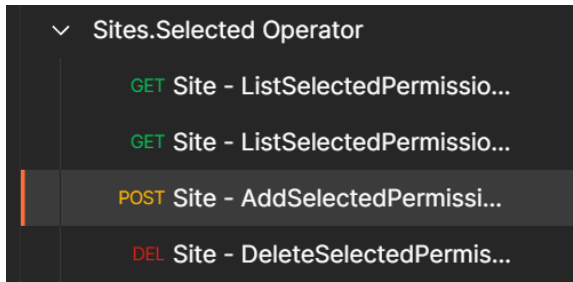 Sites.Selected Operator
GET Site - ListSelectedPermissio...
GET Site - ListSelectedPermissio...
POST Site - AddSelectedPermissi...
DEL Site - DeleteSelectedPermis...